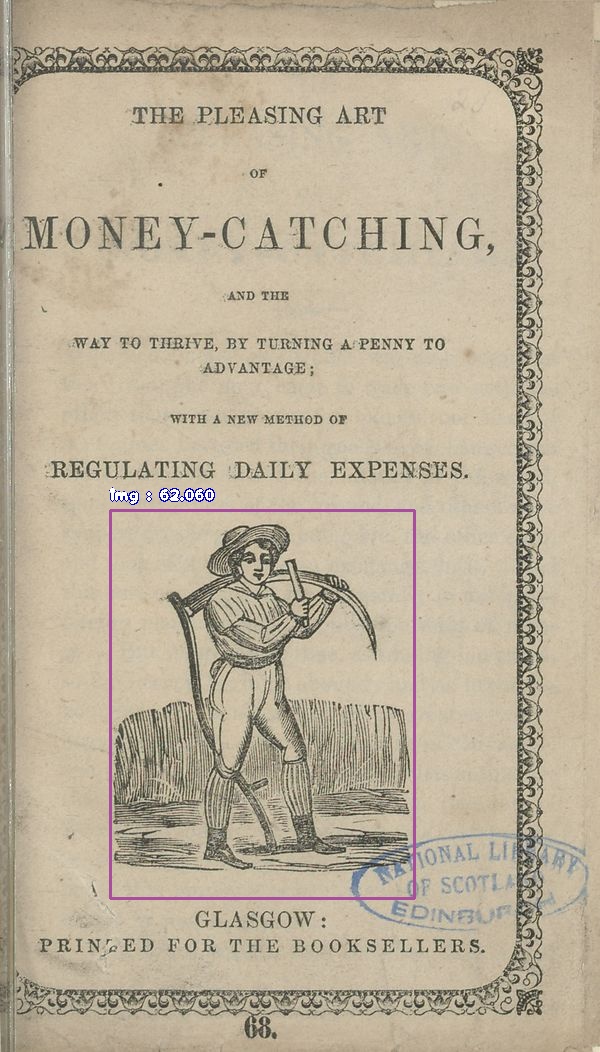 THE PLEASING ART
OF
MONEY-CATCHING,
AND THE
WAY TO THRIVE, BY TURNING A PENNY TO
ADVANTAGE;
WITH A NEW METHOD OF
REGULATING DAILY EXPENSES.
img : 62.060
NATIONAL LIBRARY
OF SCOTLAND
EDINBURGH
GLASGOW:
PRINTED FOR THE BOOKSELLERS.
68.